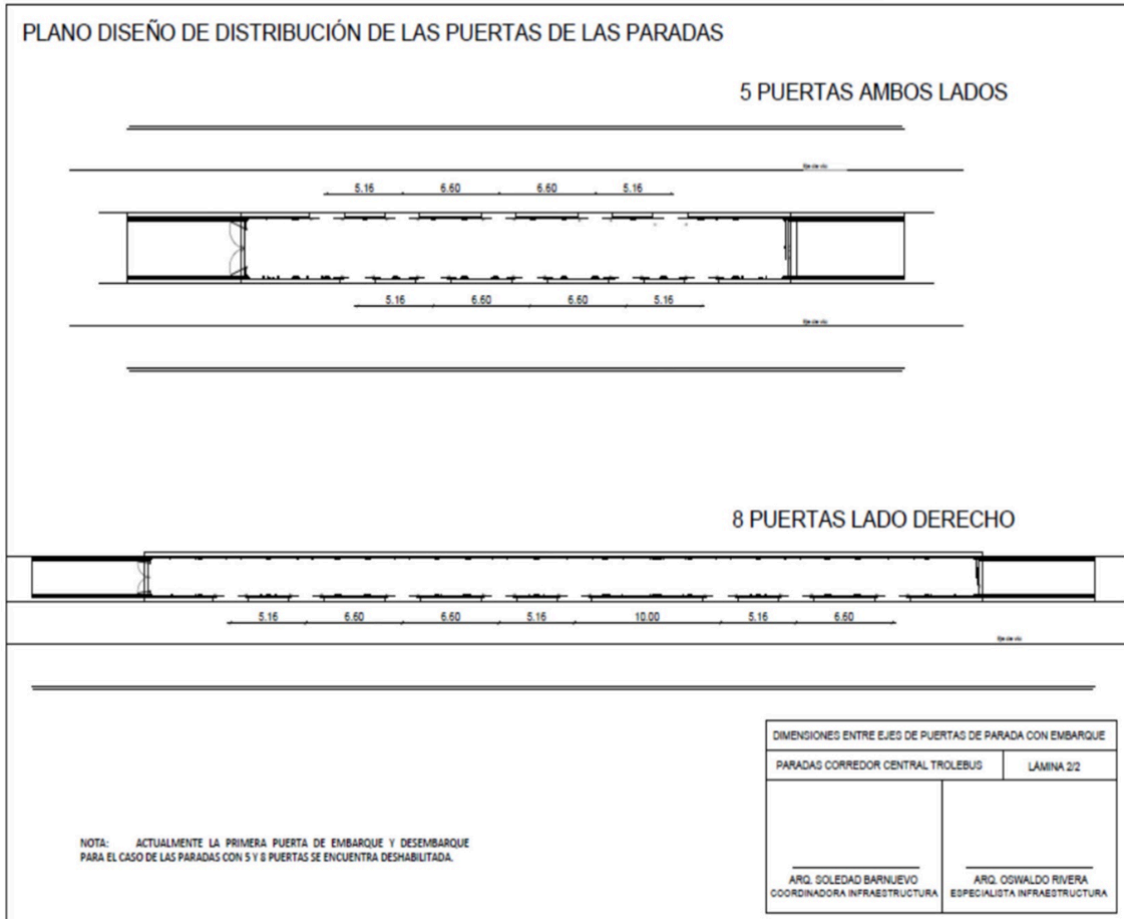 PLANO DISEÑO DE DISTRIBUCIÓN DE LAS PUERTAS DE LAS PARADAS
5 PUERTAS AMBOS LADOS
5.16 6.60 6.60 5.16
5.16 6.60 6.60 5.16
8 PUERTAS LADO DERECHO
5.16 6.60 6.60 5.16 10.00 5.16 6.60
DIMENSIONES ENTRE EJES DE PUERTAS DE PARADA CON EMBARQUE
PARADAS CORREDOR CENTRAL TROLEBUS LÁMINA 2/2
NOTA: ACTUALMENTE LA PRIMERA PUERTA DE EMBARQUE Y DESEMBARQUE
PARA EL CASO DE LAS PARADAS CON 5 Y 8 PUERTAS SE ENCUENTRA DESHABILITADA.
ARQ. SOLEDAD BARNUEVO
COORDINADORA INFRAESTRUCTURA
ARQ. OSWALDO RIVERA
ESPECIALISTA INFRAESTRUCTURA